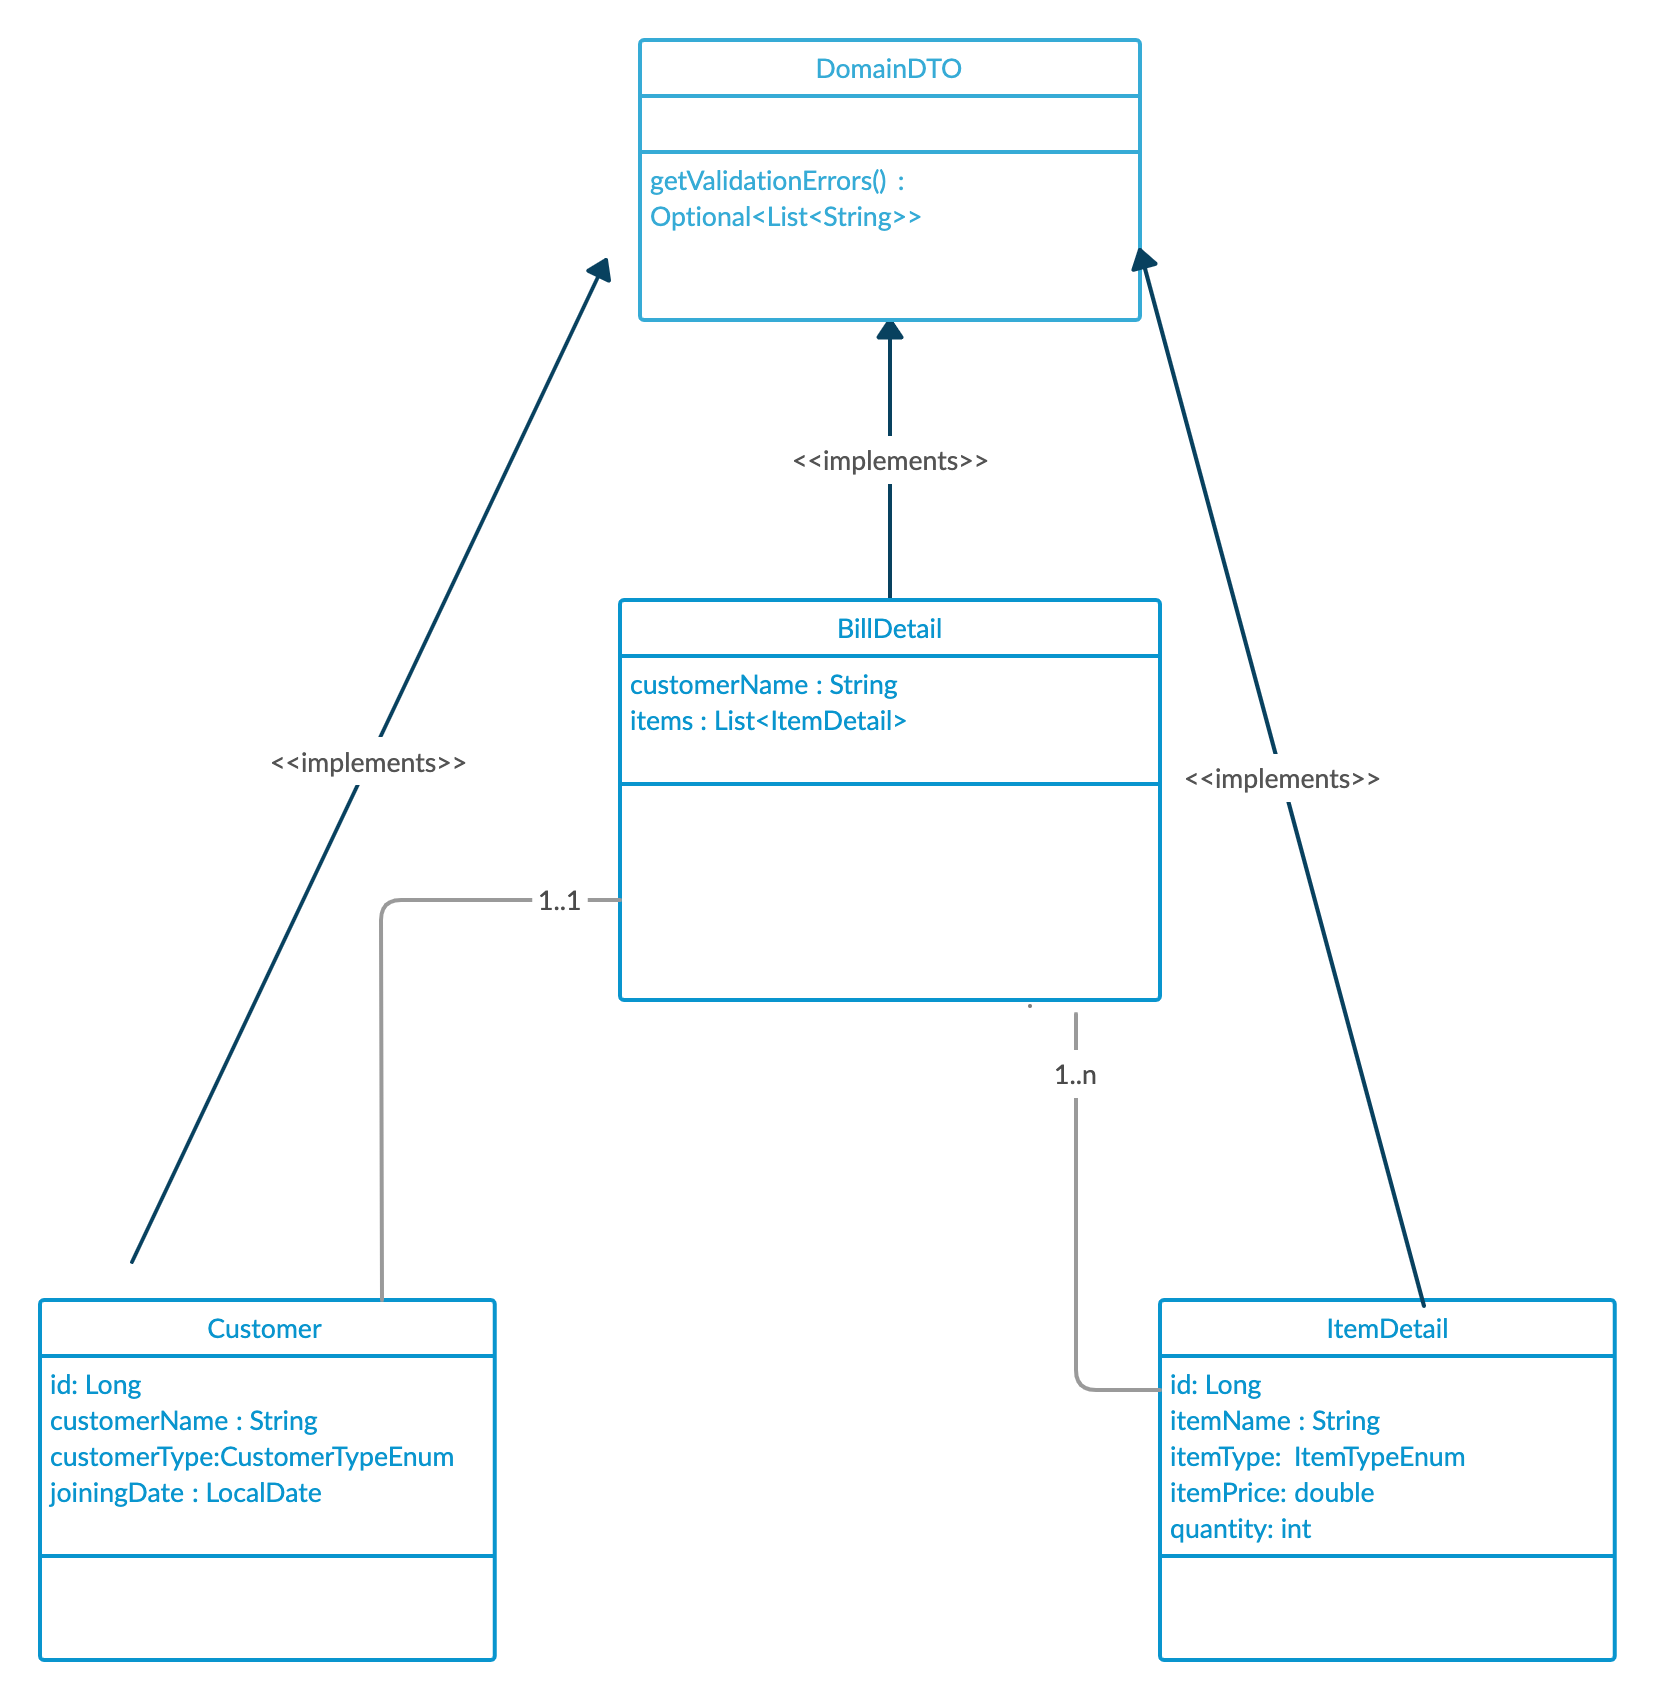 DomainDTO
getValidationErrors() :
Optional<List<String>>
<<implements>>
BillDetail
customerName : String
items : List<ItemDetail>
<<implements>>
<<implements>>
1..1
1..n
Customer
id: Long
customerName : String
customerType:CustomerTypeEnum
joiningDate : LocalDate
ItemDetail
id: Long
itemName : String
itemType: ItemTypeEnum
itemPrice: double
quantity: int